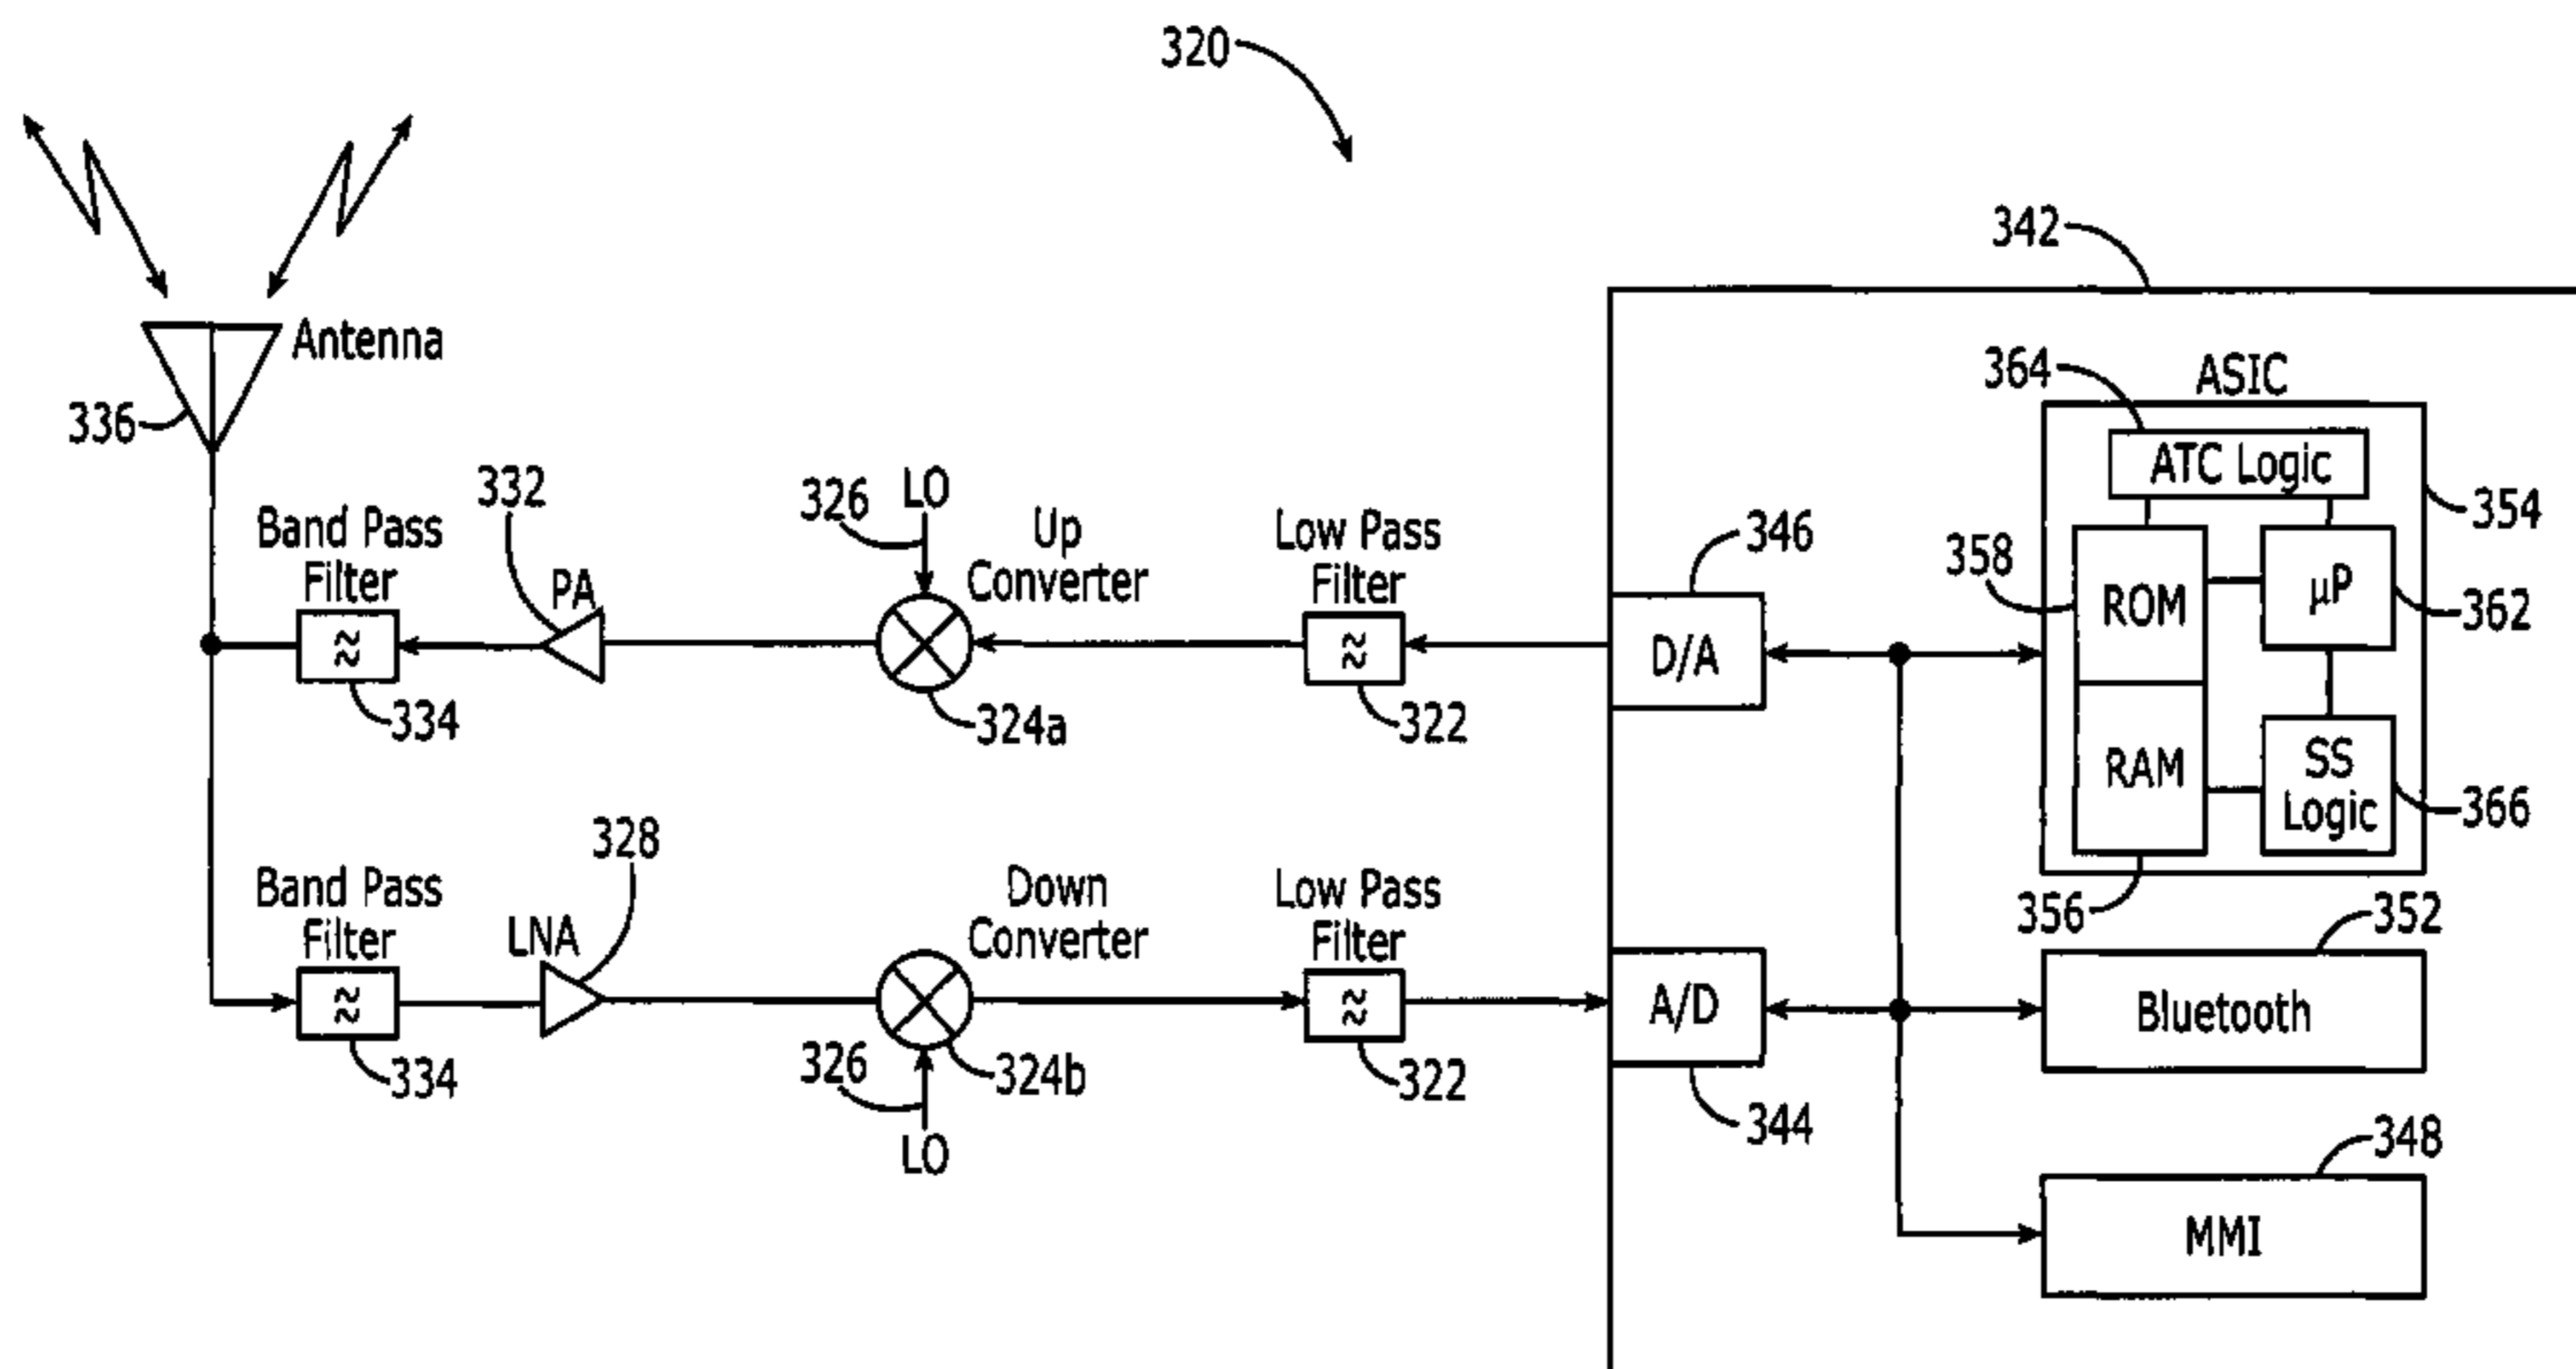 320
342
Antenna
336
364
ASIC
ATC Logic
354
332
326
LO
Band Pass
Filter
PA
Up
Converter
Low Pass
Filter
346
358
ROM
µP
362
D/A
334
324a
322
RAM
SS
Logic
366
328
Band Pass
Filter
LNA
Down
Converter
Low Pass
Filter
356
352
A/D
Bluetooth
334
326
324b
322
344
LO
348
MMI